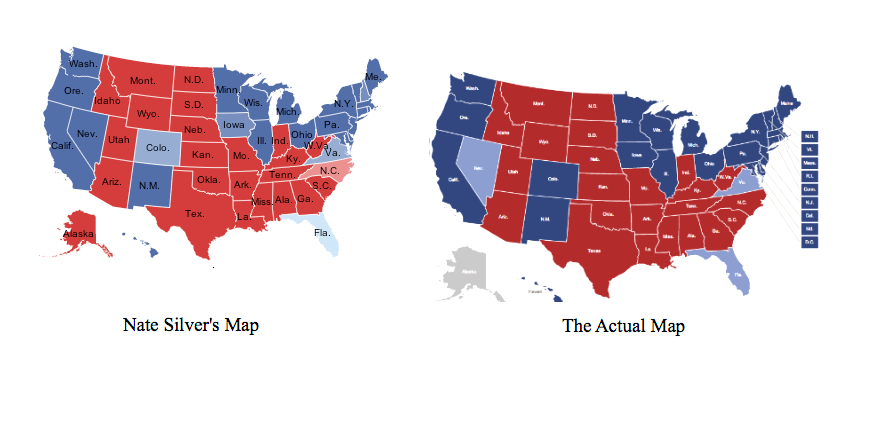 Wash.
Mont.
N.D.
Minn.
Me.
Ore.
Idaho
S.D.
Wis.
Mich.
N.Y.
Wyo.
Iowa
Pa.
Nev.
Utah
Colo.
Neb.
Ill.
Ind.
Ohio
Calif.
Kan.
Mo.
Ky.
W.Va.
Va.
Ariz.
N.M.
Okla.
Ark.
Tenn.
N.C.
S.C.
Tex.
La.
Miss.
Ala.
Ga.
Alaska
Fla.
Nate Silver's Map
Wash.
Mont.
N.D.
Minn.
Maine
Ore.
Idaho
S.D.
Wis.
Mich.
N.Y.
Wyo.
Iowa
Pa.
Nev.
Utah
Colo.
Neb.
Ind.
Ohio
Calif.
Kan.
Mo.
Ky.
W.Va.
Va.
Ariz.
N.M.
Okla.
Ark.
Tenn.
N.C.
S.C.
Texas
La.
Miss.
Ala.
Ga.
Alaska
Hawaii
Fla.
N.H.
Vt.
Mass.
R.I.
Conn.
N.J.
Del.
Md.
D.C.
The Actual Map